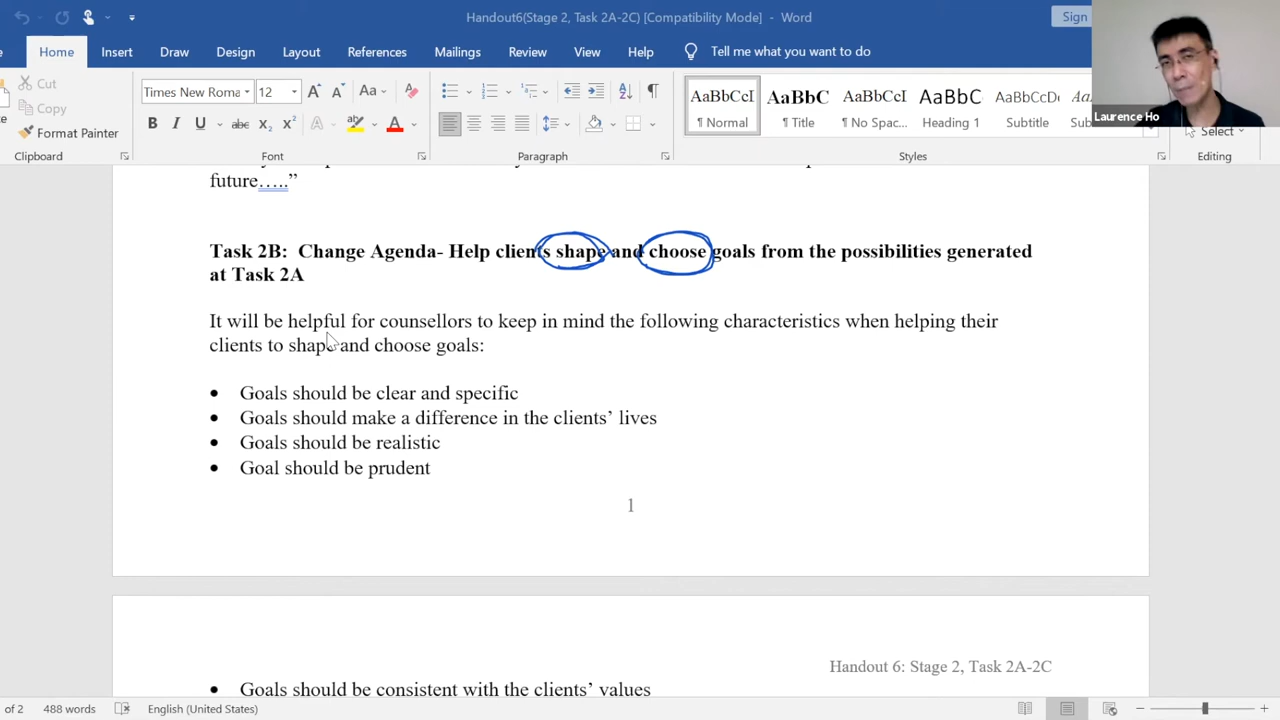 Handout6(Stage 2, Task 2A-2C) [Compatibility Mode] - Word
Sign
Home Insert Draw Design Layout References Mailings Review View Help Tell me what you want to do
Cut
Copy
Format Painter
Clipboard
Times New Roma 12
Font
Paragraph
AaBbCcI AaBbC AaBbCcI AaBbC AaBbCcD
¶ Normal ¶ Title ¶ No Spac... Heading 1 Subtitle
Styles
Laurence Ho
Select
Editing
future…..”
Task 2B: Change Agenda- Help clients shape and choose goals from the possibilities generated
at Task 2A
It will be helpful for counsellors to keep in mind the following characteristics when helping their
clients to shape and choose goals:
• Goals should be clear and specific
• Goals should make a difference in the clients’ lives
• Goals should be realistic
• Goal should be prudent
1
Handout 6: Stage 2, Task 2A-2C
• Goals should be consistent with the clients’ values
of 2 488 words English (United States)